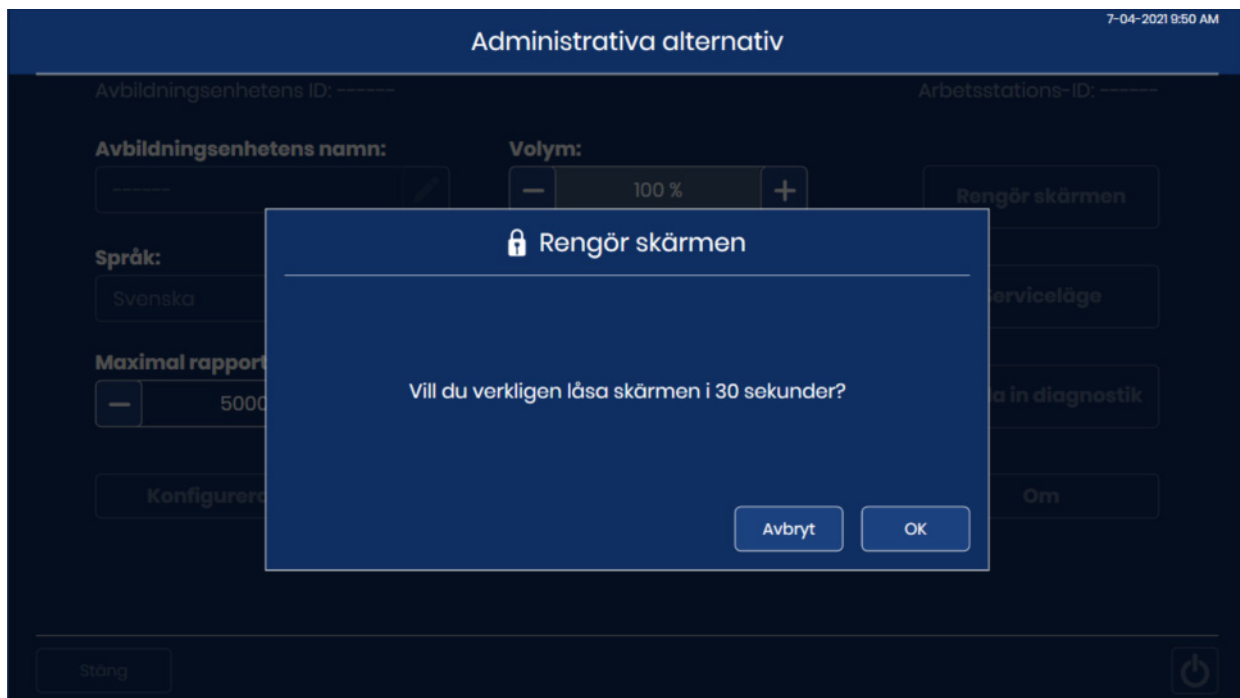 7-04-2021 9:50 AM
Administrativa alternativ
Avbildningsenhetens ID: ------
Arbetsstations-ID: ------
Avbildningsenhetens namn:
Volym:
------
100 %
Rengör skärmen
Rengör skärmen
Språk:
Svenska
Maximal rapport
5000
Vill du verkligen låsa skärmen i 30 sekunder?
in diagnostik
Om
Avbryt
OK
Stäng